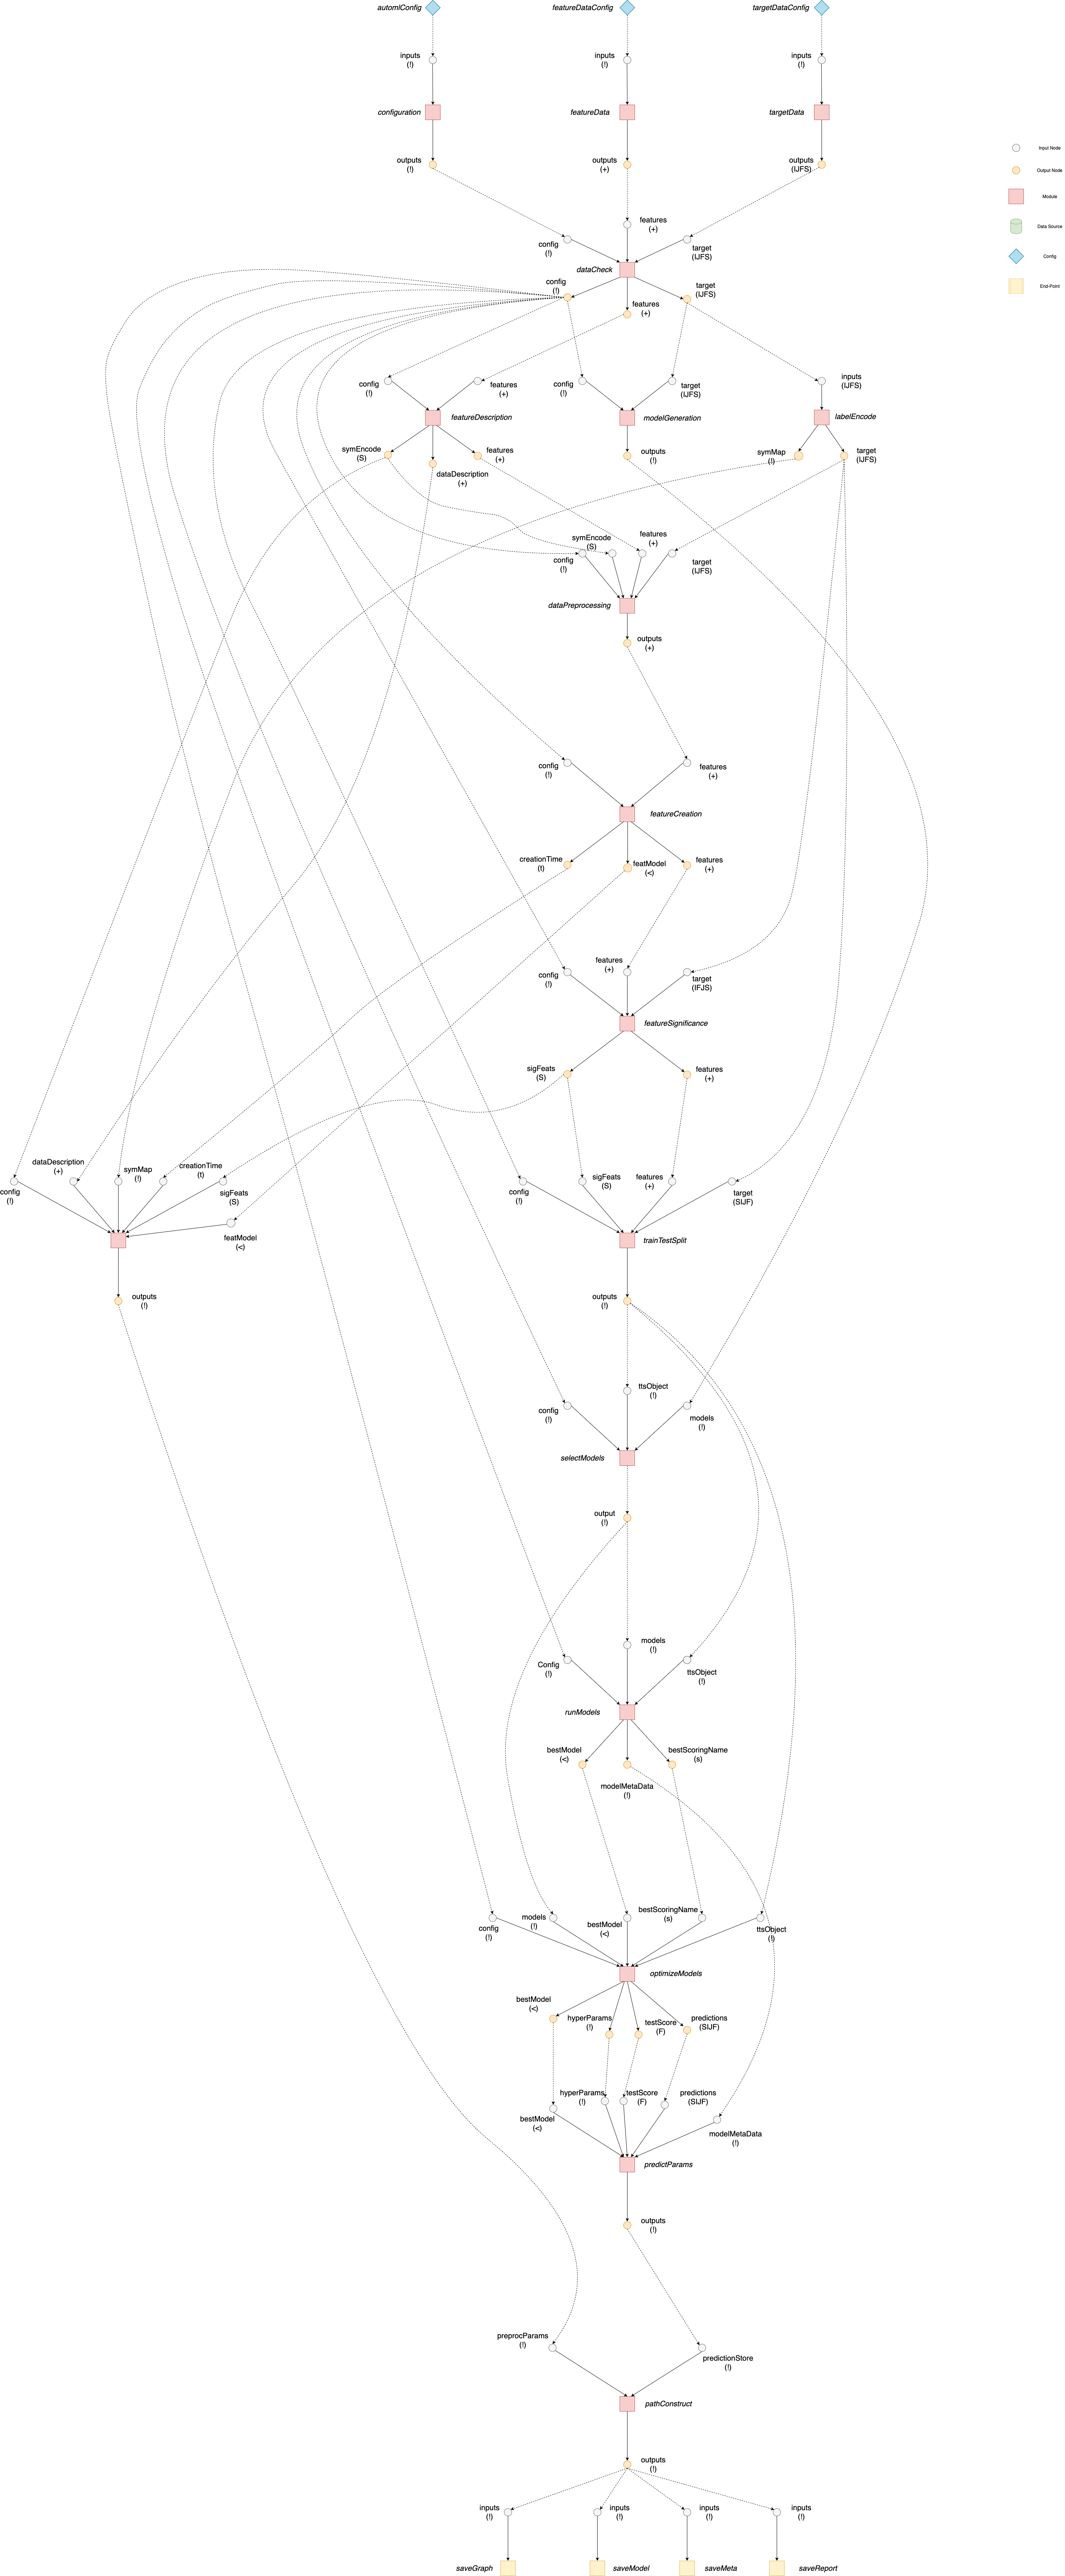 automlConfig
featureDataConfig
targetDataConfig
inputs
(!)
inputs
(!)
inputs
(!)
configuration
featureData
targetData
outputs
(!)
outputs
(+)
outputs
(IJFS)
Input Node
Output Node
Module
Data Source
Config
End-Point
config
(!)
features
(+)
target
(IJFS)
dataCheck
config
(!)
features
(+)
target
(IJFS)
config
(!)
features
(+)
config
(!)
target
(IJFS)
inputs
(IJFS)
featureDescription
modelGeneration
labelEncode
symEncode
(S)
dataDescription
(+)
features
(+)
outputs
(!)
symMap
(!)
target
(IJFS)
config
(!)
symEncode
(S)
features
(+)
target
(IJFS)
dataPreprocessing
outputs
(+)
config
(!)
features
(+)
featureCreation
creationTime
(t)
featModel
(<)
features
(+)
config
(!)
features
(+)
target
(IFJS)
featureSignificance
sigFeats
(S)
features
(+)
config
(!)
dataDescription
(+)
symMap
(!)
creationTime
(t)
sigFeats
(S)
featModel
(<)
config
(!)
sigFeats
(S)
features
(+)
target
(SIJF)
trainTestSplit
outputs
(!)
outputs
(!)
config
(!)
ttsObject
(!)
models
(!)
selectModels
output
(!)
Config
(!)
models
(!)
ttsObject
(!)
runModels
bestModel
(<)
modelMetaData
(!)
bestScoringName
(s)
config
(!)
models
(!)
bestModel
(<)
bestScoringName
(s)
ttsObject
(!)
optimizeModels
bestModel
(<)
hyperParams
(!)
testScore
(F)
predictions
(SIJF)
bestModel
(<)
hyperParams
(!)
testScore
(F)
predictions
(SIJF)
modelMetaData
(!)
predictParams
outputs
(!)
preprocParams
(!)
predictionStore
(!)
pathConstruct
outputs
(!)
inputs
(!)
inputs
(!)
inputs
(!)
inputs
(!)
saveGraph
saveModel
saveMeta
saveReport